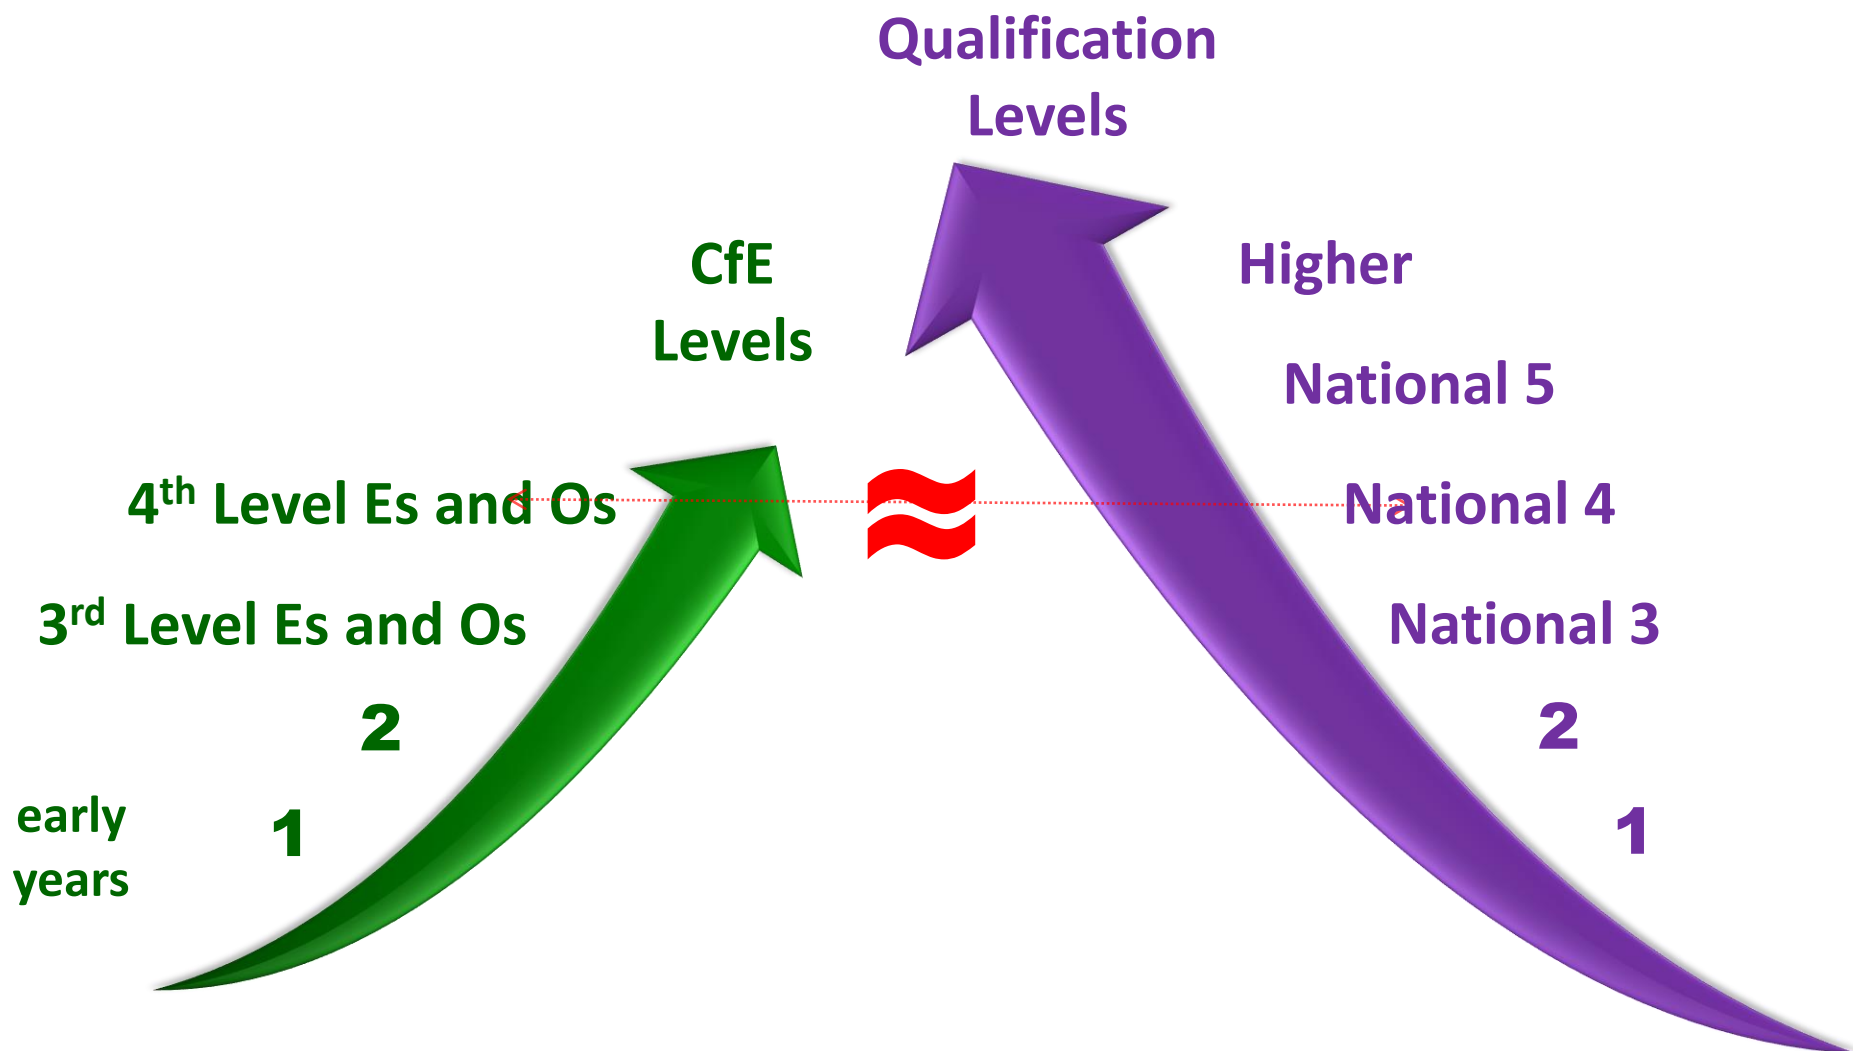 Qualification
Levels
CfE
Levels
Higher
National 5
4th Level Es and Os
≈
National 4
3rd Level Es and Os
National 3
2
2
early
years
1
1